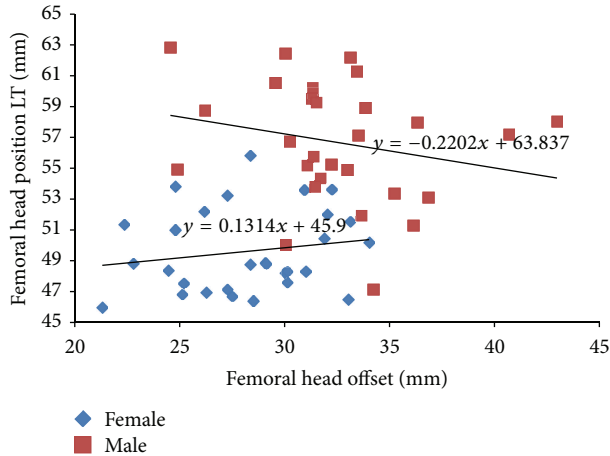 65
63
61
59
57
55
53
51
49
47
45
Femoral head position LT (mm)
y = −0.2202x + 63.837
y = 0.1314x + 45.9
20 25 30 35 40 45
Femoral head offset (mm)
Female
Male